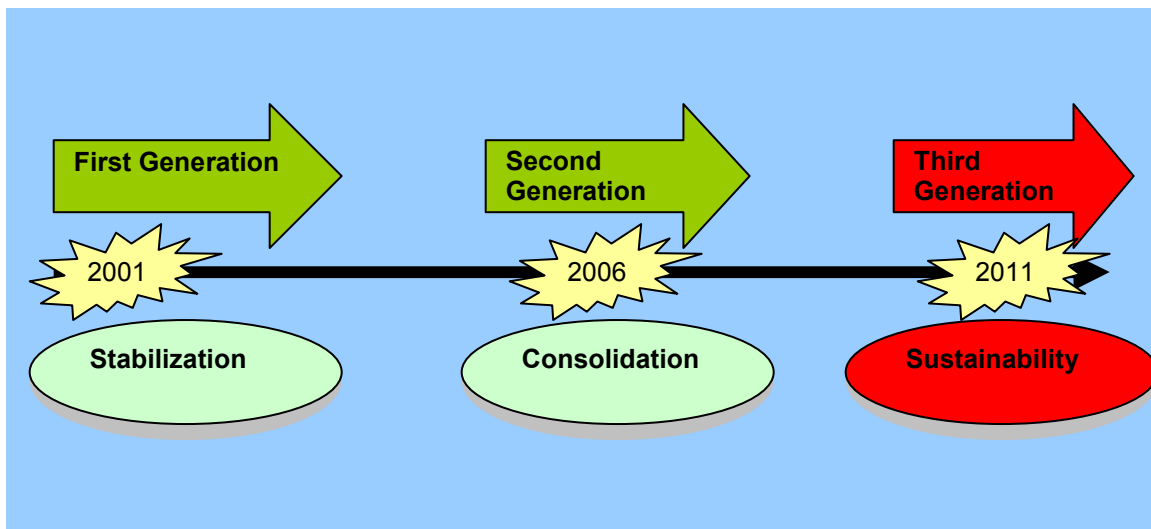 First Generation
Second
Generation
Third
Generation
2001
2006
2011
Stabilization
Consolidation
Sustainability